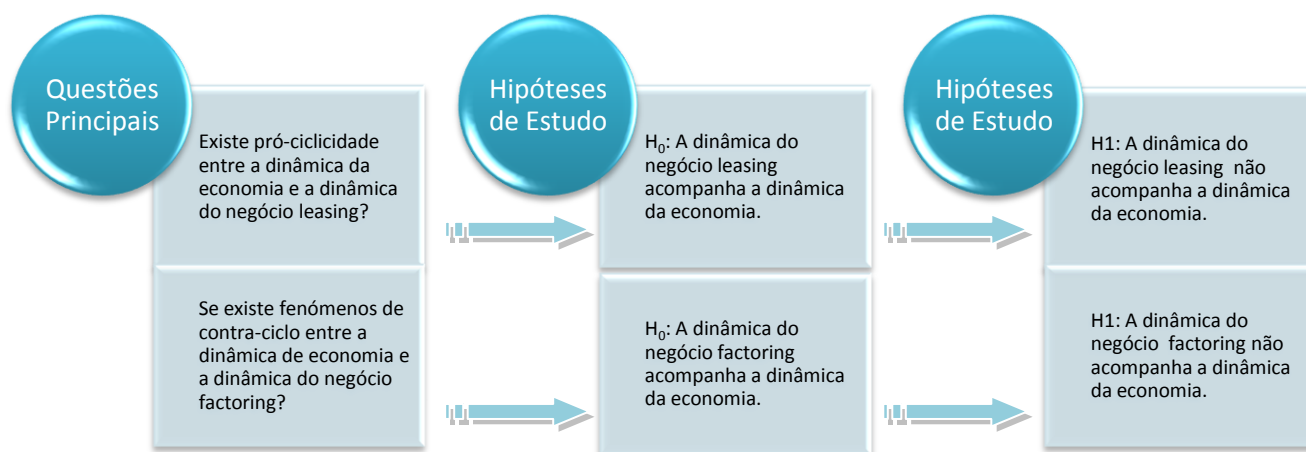 Questões
Principais
Existe pró-ciclicidade
entre a dinâmica da
economia e a dinâmica
do negócio leasing?
Se existe fenómenos de
contra-ciclo entre a
dinâmica de economia e
a dinâmica do negócio
factoring?
Hipóteses
de Estudo
H₀: A dinâmica do
negócio leasing
acompanha a dinâmica
da economia.
H₀: A dinâmica do
negócio factoring
acompanha a dinâmica
da economia.
Hipóteses
de Estudo
H1: A dinâmica do
negócio leasing não
acompanha a dinâmica
da economia.
H1: A dinâmica do
negócio factoring não
acompanha a dinâmica
da economia.